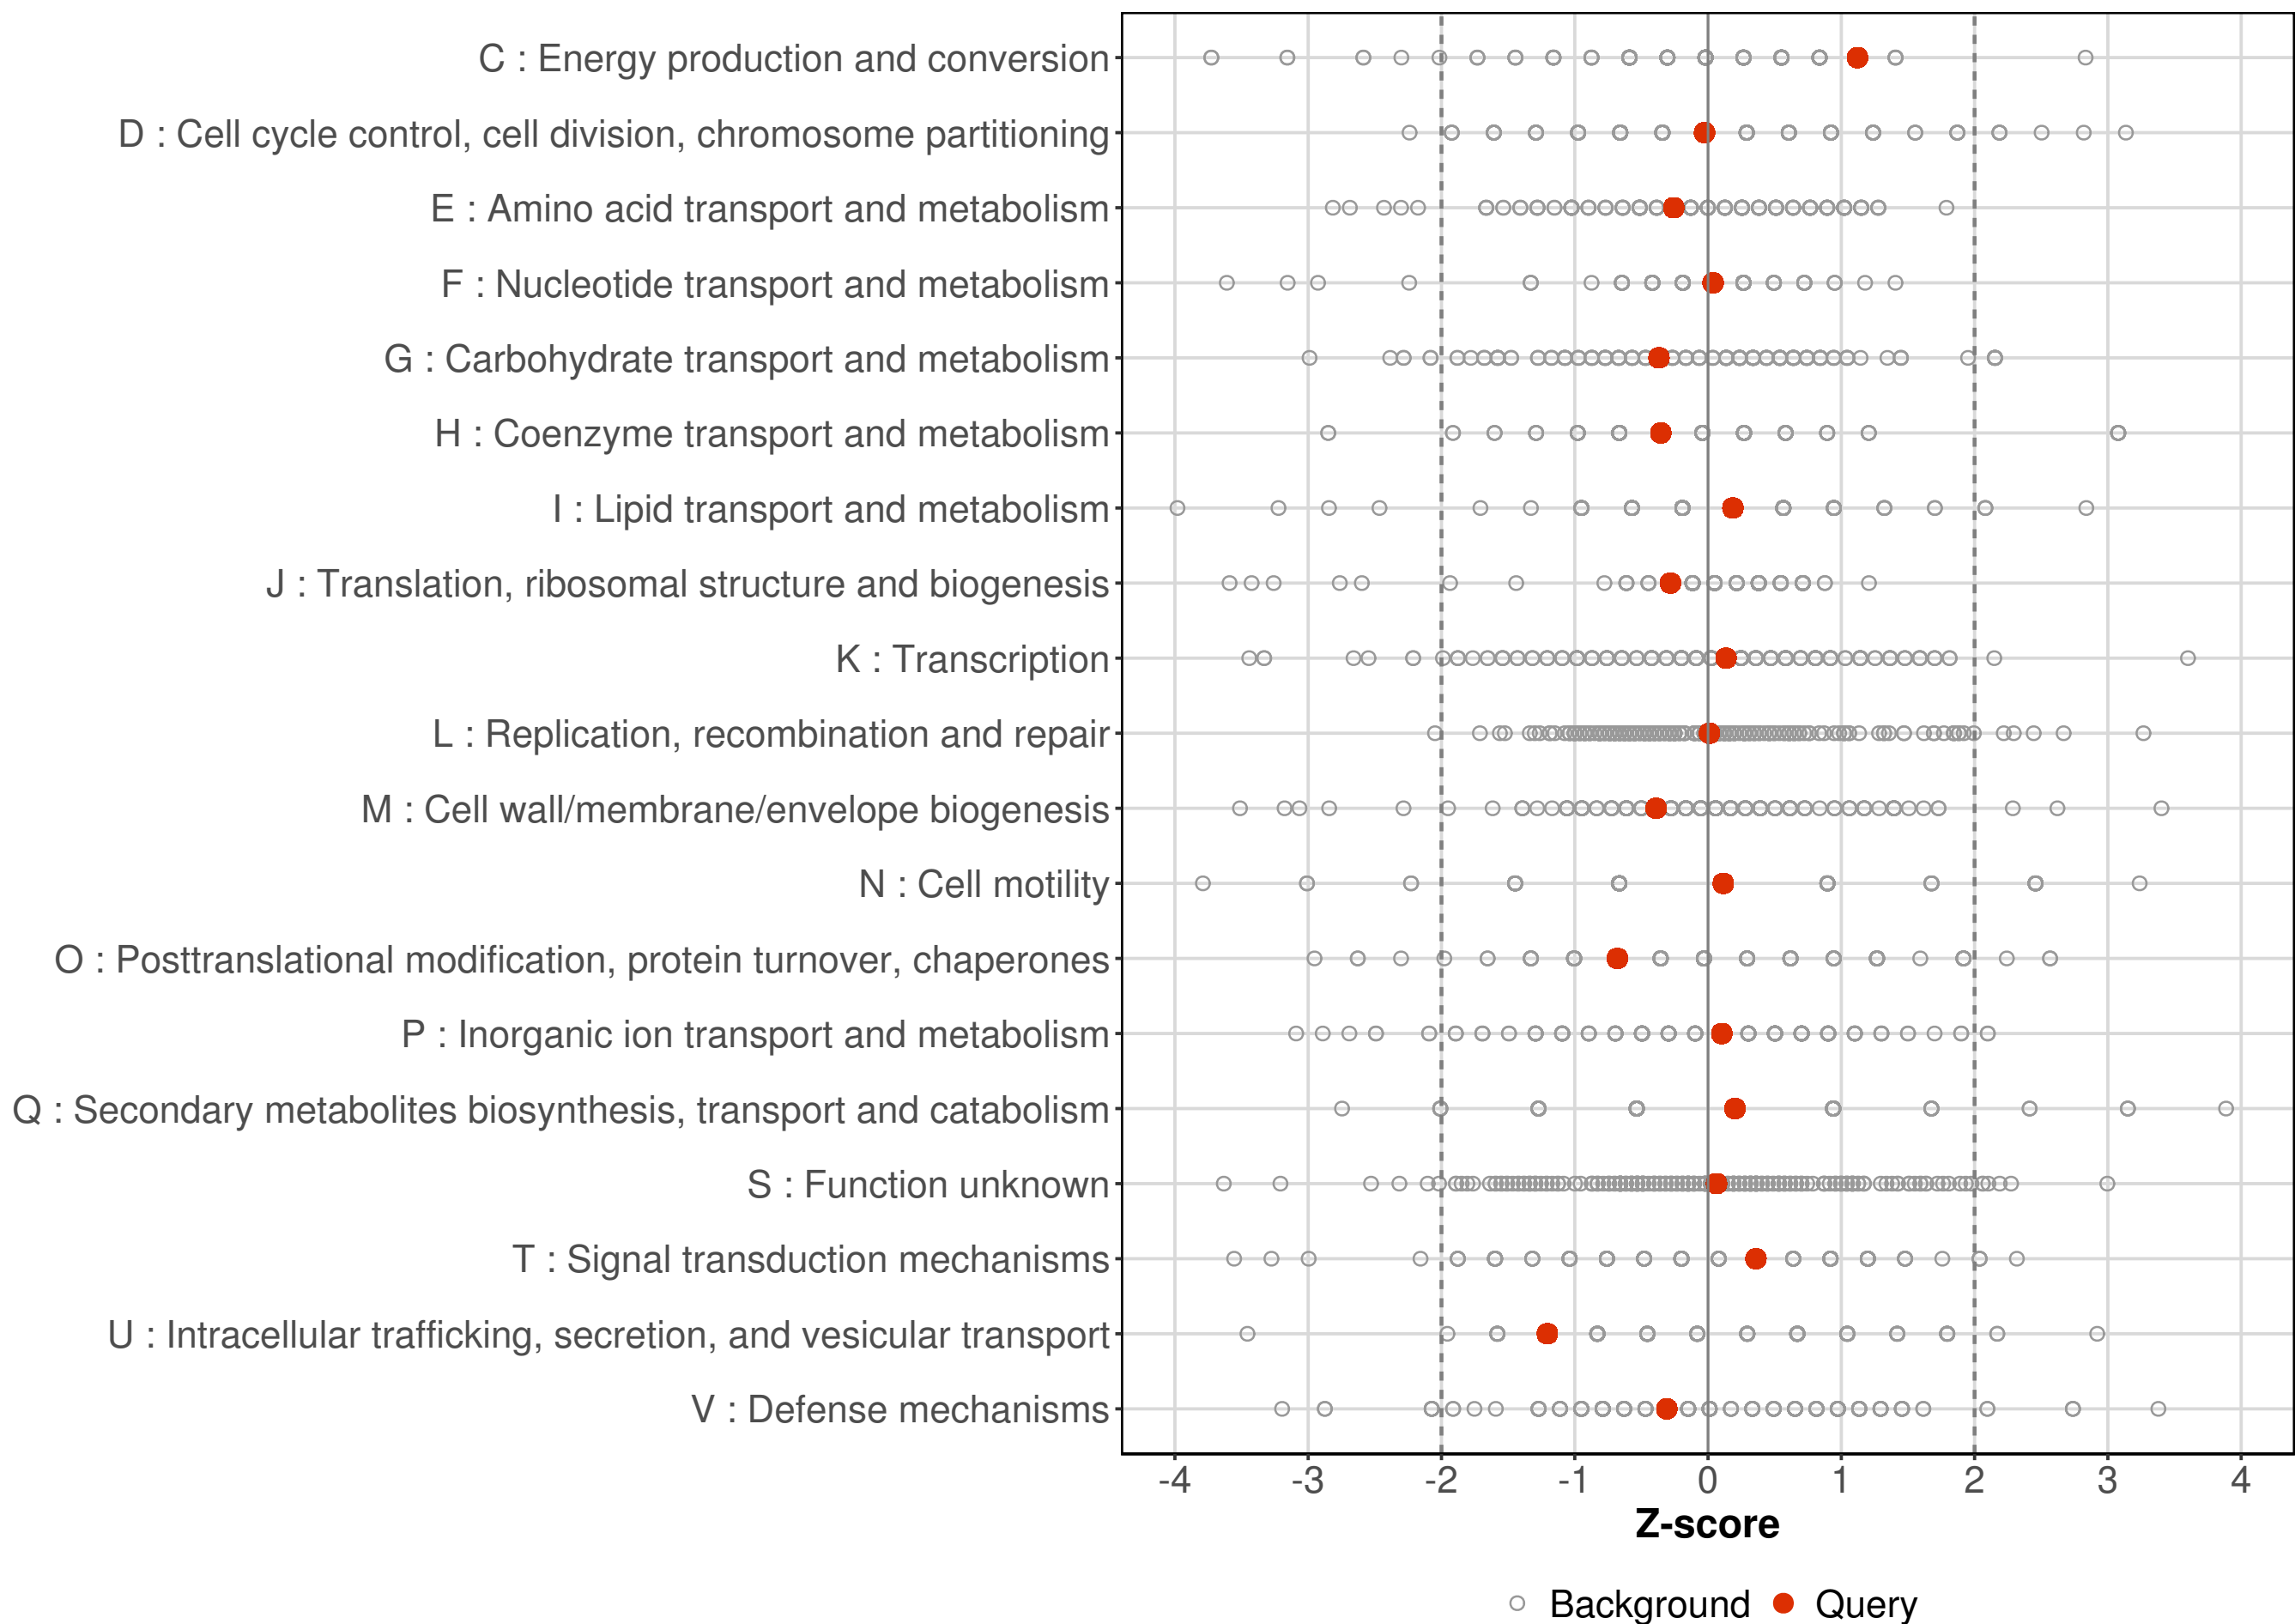 C : Energy production and conversion
D : Cell cycle control, cell division, chromosome partitioning
E : Amino acid transport and metabolism
F : Nucleotide transport and metabolism
G : Carbohydrate transport and metabolism
H : Coenzyme transport and metabolism
I : Lipid transport and metabolism
J : Translation, ribosomal structure and biogenesis
K : Transcription
L : Replication, recombination and repair
M : Cell wall/membrane/envelope biogenesis
N : Cell motility
O : Posttranslational modification, protein turnover, chaperones
P : Inorganic ion transport and metabolism
Q : Secondary metabolites biosynthesis, transport and catabolism
S : Function unknown
T : Signal transduction mechanisms
U : Intracellular trafficking, secretion, and vesicular transport
V : Defense mechanisms
-4 -3 -2 -1 0 1 2 3 4
Z-score
Background Query